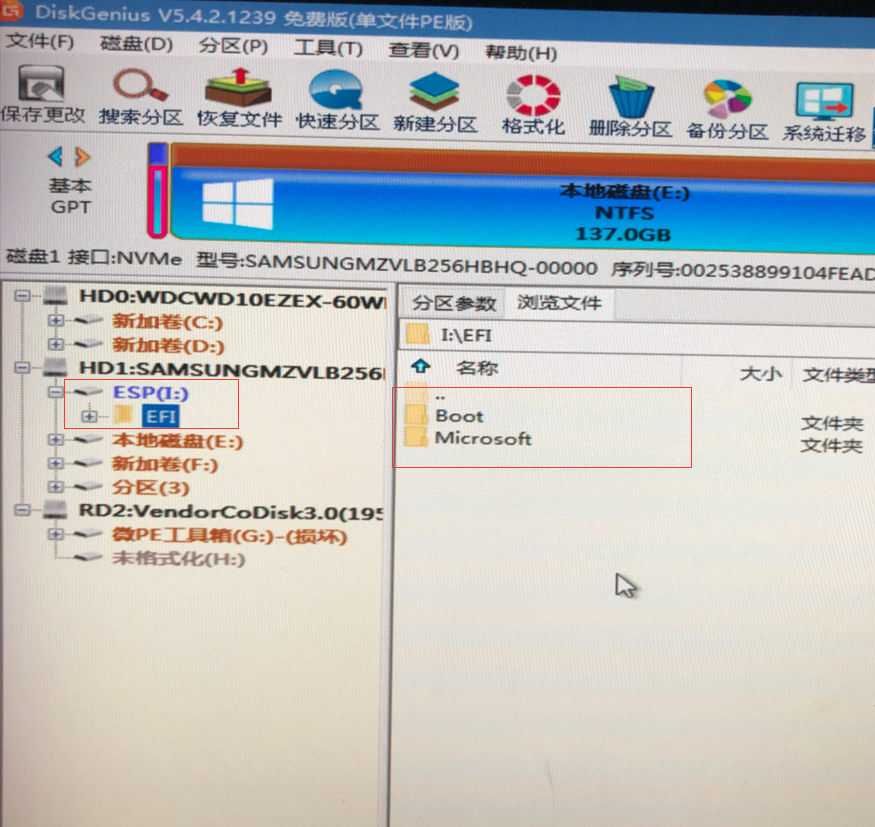 DiskGenius V5.4.2.1239 免费版(单文件PE版)
文件(F) 磁盘(D) 分区(P) 工具(T) 查看(V) 帮助(H)
保存更改 搜索分区 恢复文件 快速分区 新建分区 格式化 删除分区 备份分区 系统迁移
基本
GPT
本地磁盘(E:)
NTFS
137.0GB
磁盘1 接口:NVMe 型号:SAMSUNGMZVLB256HBHQ-00000 序列号:002538899104FEAD
HD0:WDCWD10EZEX-60W
新加卷(C:)
新加卷(D:)
HD1:SAMSUNGMZVLB256
ESP(I:)
EFI
本地磁盘(E:)
新加卷(F:)
分区(3)
RD2:VendorCoDisk3.0(195
微PE工具箱(G:)-(损坏)
未格式化(H:)
分区参数 浏览文件
I:\EFI
名称 大小 文件类型
..
Boot 文件夹
Microsoft 文件夹